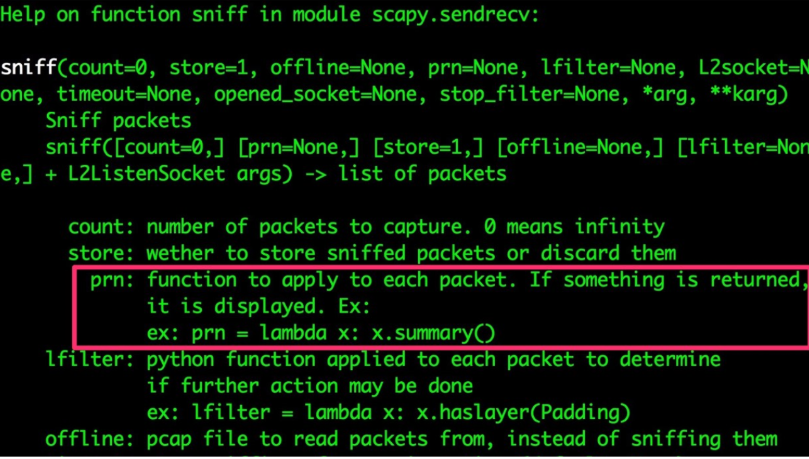 Help on function sniff in module scapy.sendrecv:
sniff(count=0, store=1, offline=None, prn=None, lfilter=None, L2socket=N
one, timeout=None, opened_socket=None, stop_filter=None, *arg, **karg)
Sniff packets
sniff([count=0,] [prn=None,] [store=1,] [offline=None,] [lfilter=Non
e,] + L2ListenSocket args) -> list of packets
count: number of packets to capture. 0 means infinity
store: wether to store sniffed packets or discard them
prn: function to apply to each packet. If something is returned,
it is displayed. Ex:
ex: prn = lambda x: x.summary()
lfilter: python function applied to each packet to determine
if further action may be done
ex: lfilter = lambda x: x.haslayer(Padding)
offline: pcap file to read packets from, instead of sniffing them